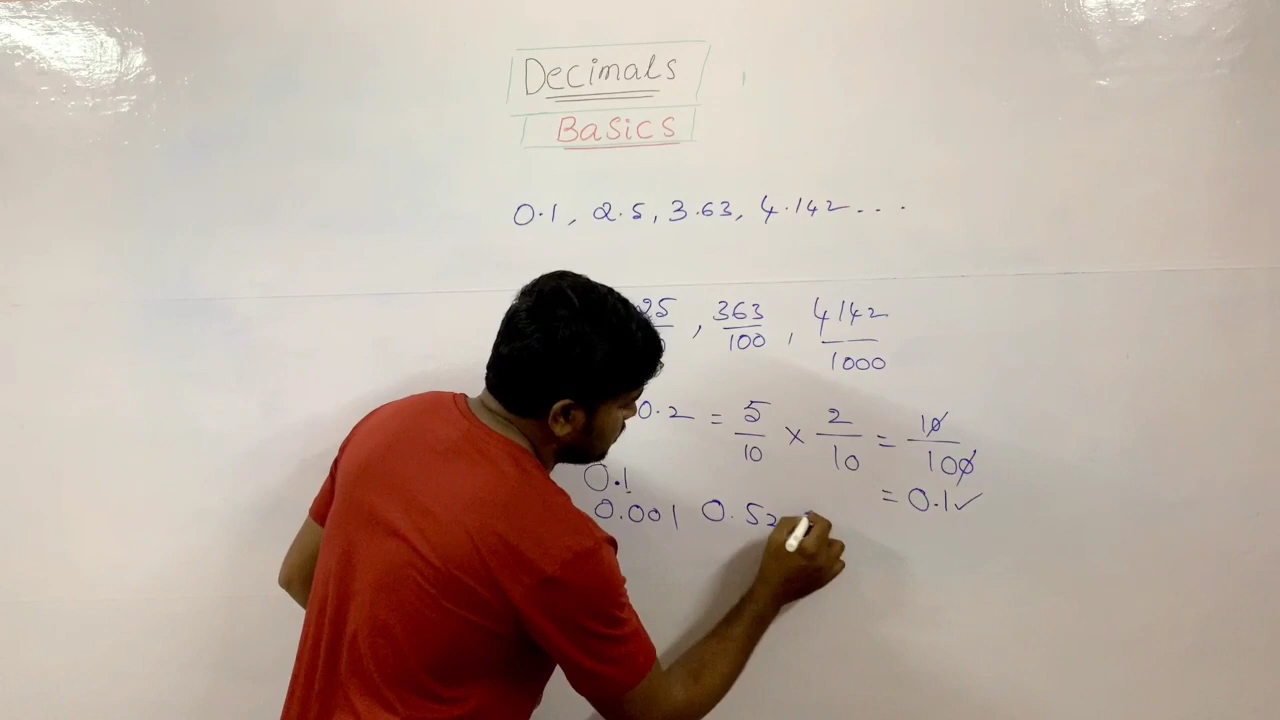 Decimals
Basics
0.1, 2.5, 3.63, 4.142....
25, 363/100, 4142/1000
0.2 = 5/10 × 2/10 = 10/100
0.1
= 0.1✓
0.001 0.52